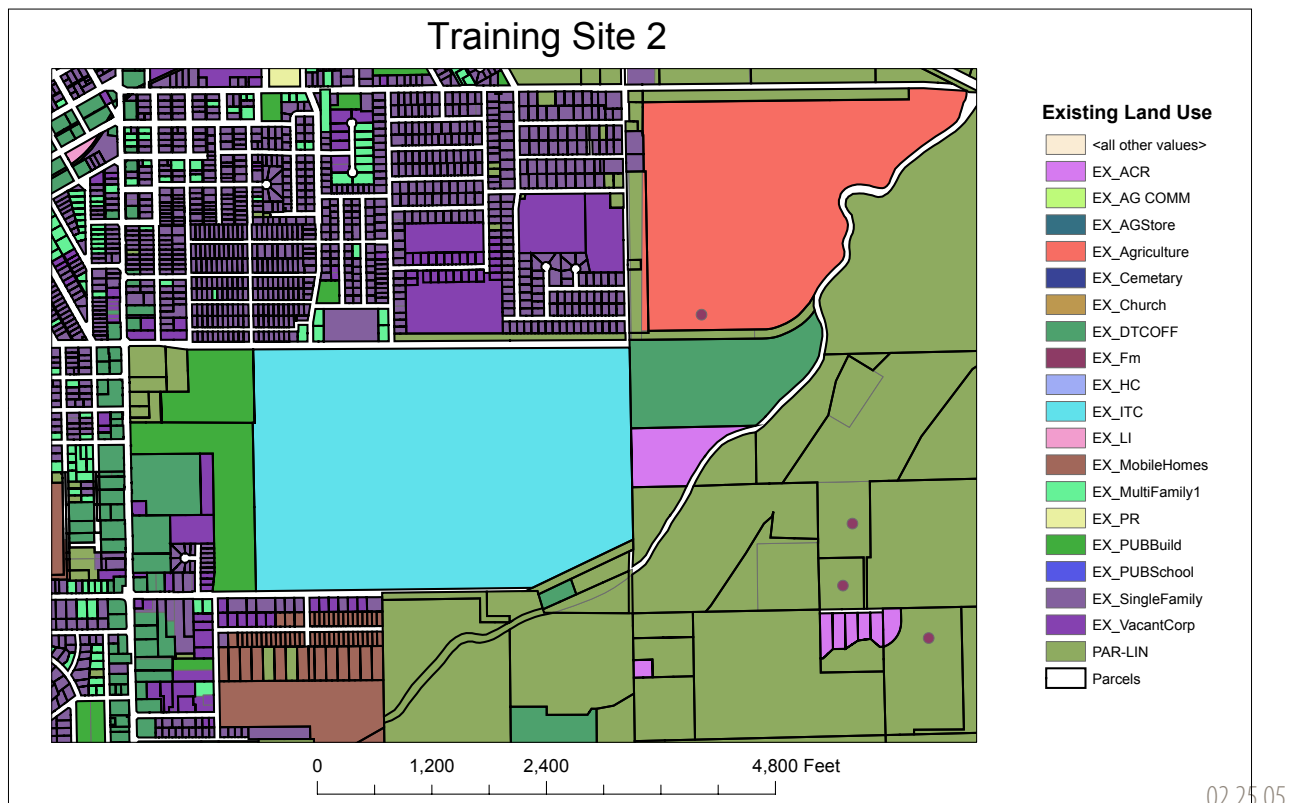 Training Site 2
Existing Land Use
<all other values>
EX_ACR
EX_AG COMM
EX_AGStore
EX_Agriculture
EX_Cemetary
EX_Church
EX_DTCOFF
EX_Fm
EX_HC
EX_ITC
EX_LI
EX_MobileHomes
EX_MultiFamily1
EX_PR
EX_PUBBuild
EX_PUBSchool
EX_SingleFamily
EX_VacantCorp
PAR-LIN
Parcels
0 1,200 2,400 4,800 Feet
02.25.05